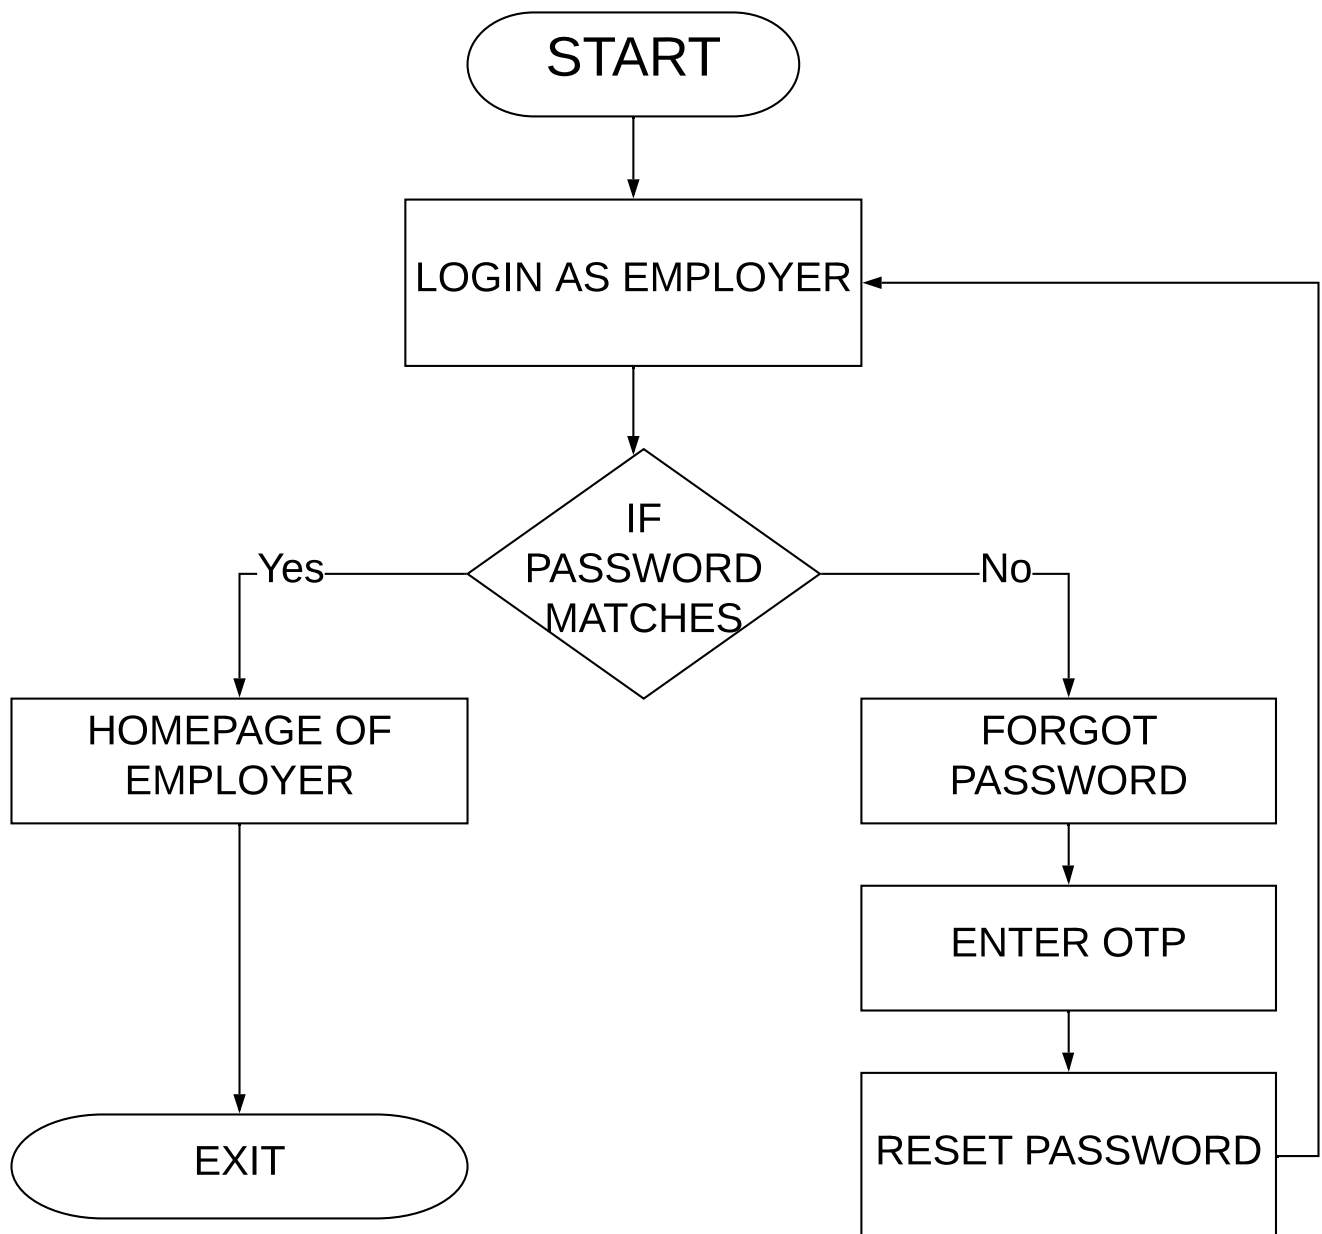 START
LOGIN AS EMPLOYER
IF
PASSWORD
MATCHES
Yes
No
HOMEPAGE OF
EMPLOYER
FORGOT
PASSWORD
ENTER OTP
RESET PASSWORD
EXIT